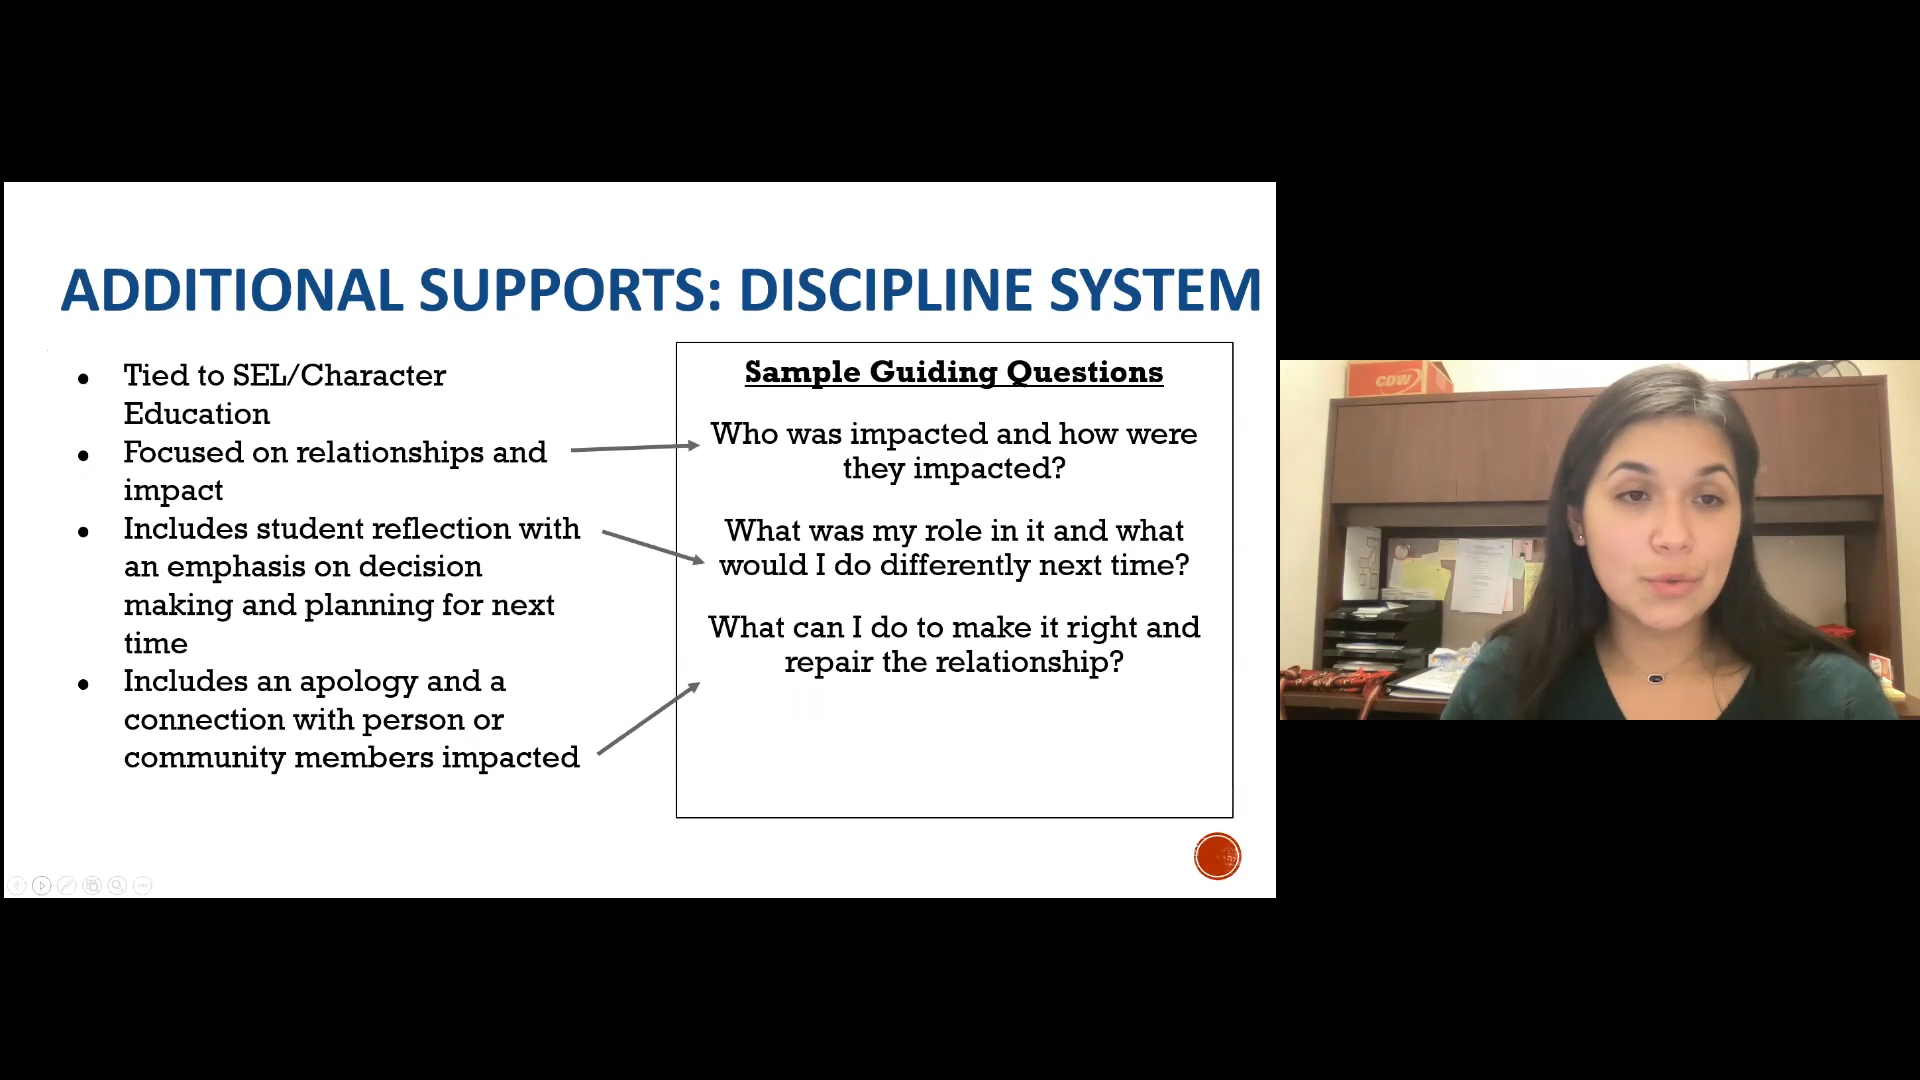 ADDITIONAL SUPPORTS: DISCIPLINE SYSTEM
Tied to SEL/Character
Education
Focused on relationships and
impact
Includes student reflection with
an emphasis on decision
making and planning for next
time
Includes an apology and a
connection with person or
community members impacted
Sample Guiding Questions
Who was impacted and how were
they impacted?
What was my role in it and what
would I do differently next time?
What can I do to make it right and
repair the relationship?
CDW